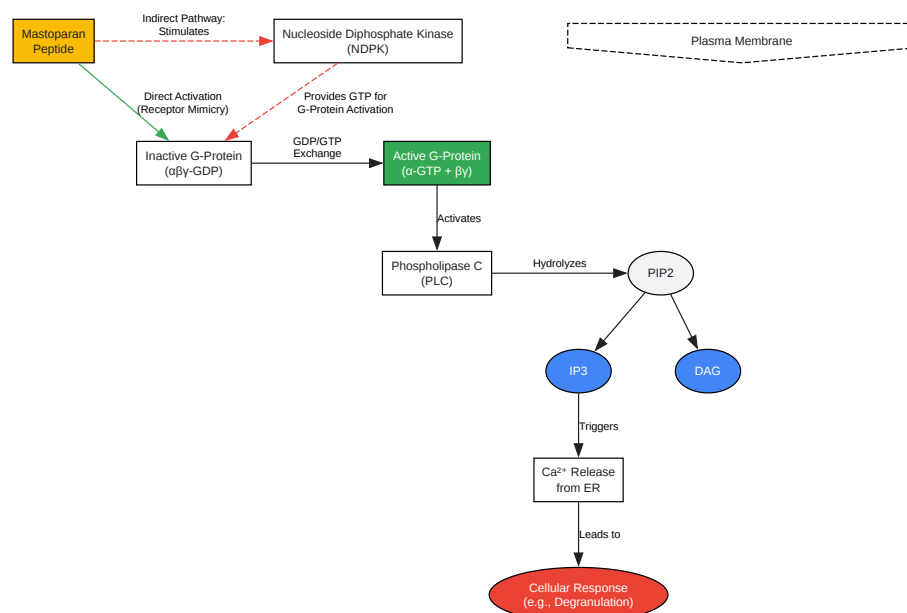 Indirect Pathway:
Stimulates
Mastoparan
Peptide
Nucleoside Diphosphate Kinase
(NDPK)
Plasma Membrane
Direct Activation
(Receptor Mimicry)
Provides GTP for
G-Protein Activation
Inactive G-Protein
(αβγ-GDP)
GDP/GTP
Exchange
Active G-Protein
(α-GTP + βγ)
Activates
Phospholipase C
(PLC)
Hydrolyzes
PIP2
IP3
DAG
Triggers
Ca²⁺ Release
from ER
Leads to
Cellular Response
(e.g., Degranulation)